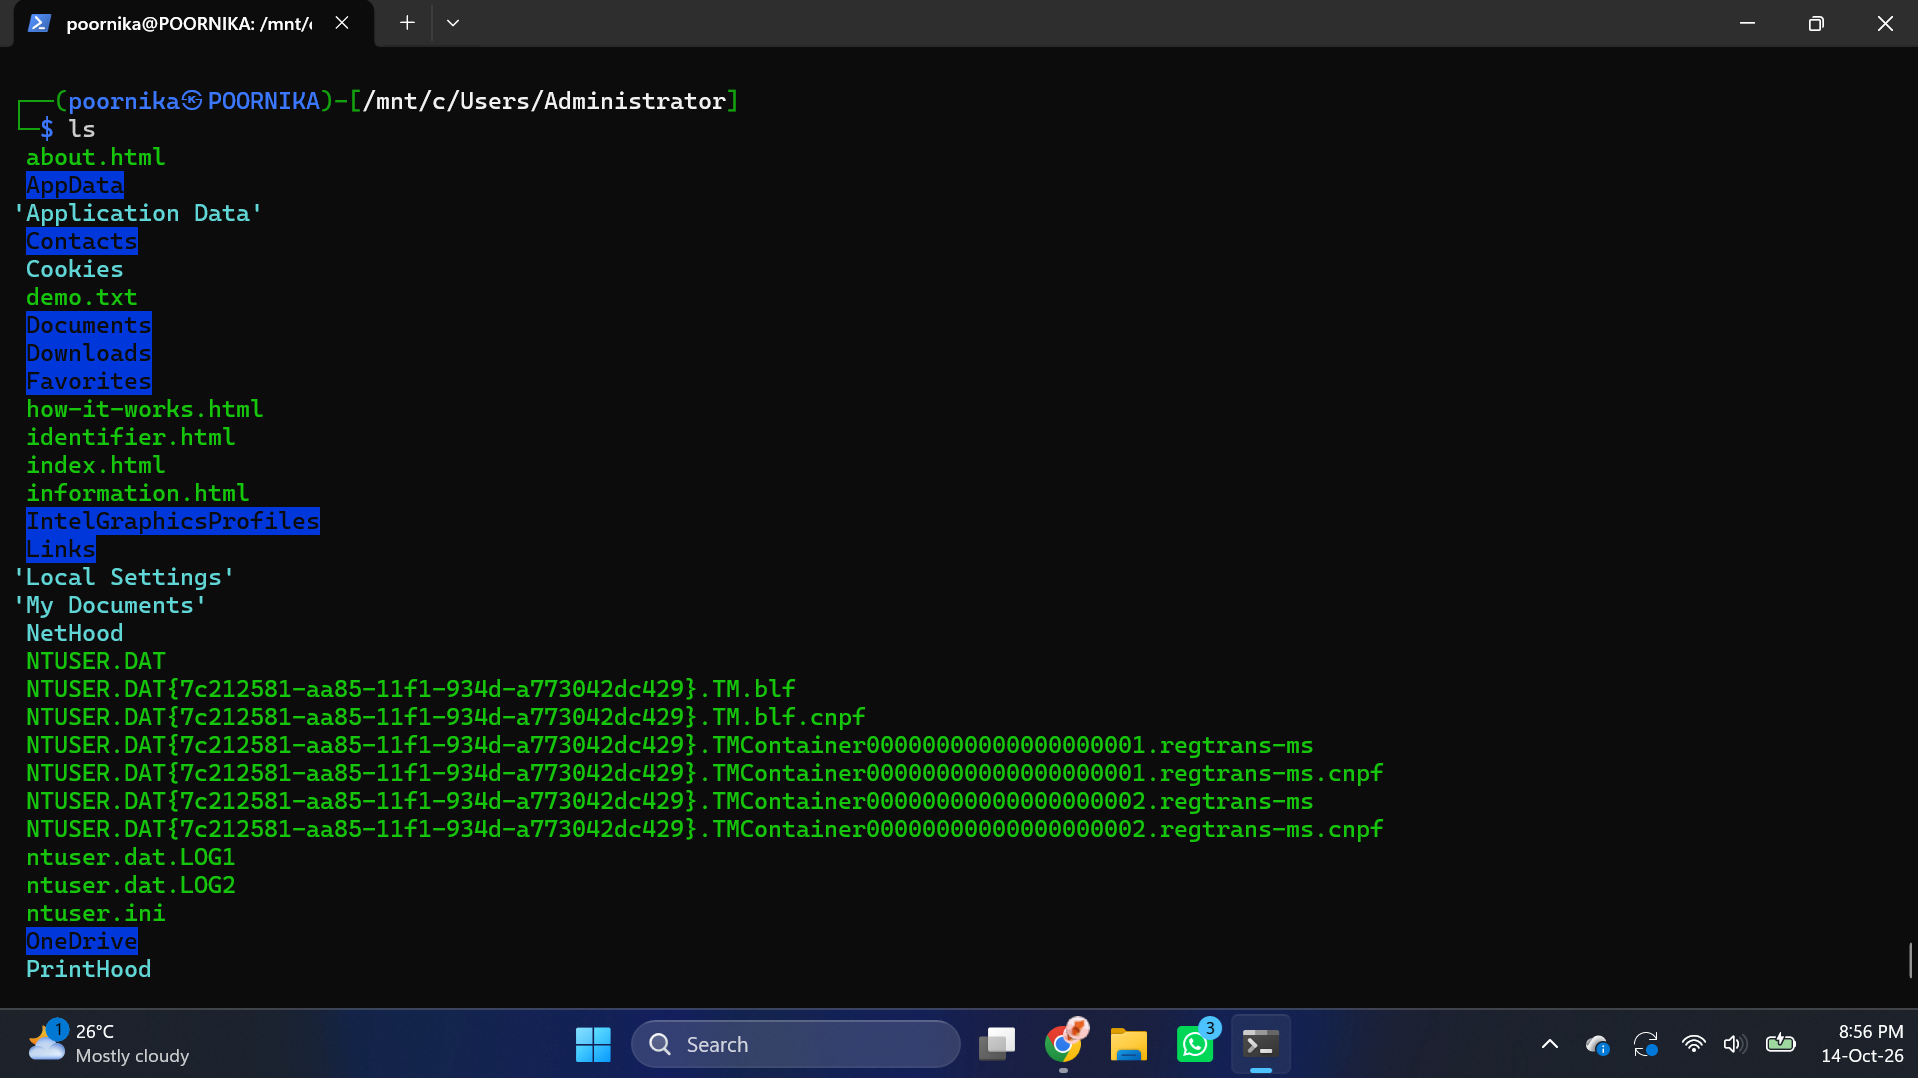 poornika@POORNIKA: /mnt/c
┌──(poornika㉿POORNIKA)-[/mnt/c/Users/Administrator]
└─$ ls
about.html
AppData
'Application Data'
Contacts
Cookies
demo.txt
Documents
Downloads
Favorites
how-it-works.html
identifier.html
index.html
information.html
IntelGraphicsProfiles
Links
'Local Settings'
'My Documents'
NetHood
NTUSER.DAT
NTUSER.DAT{7c212581-aa85-11f1-934d-a773042dc429}.TM.blf
NTUSER.DAT{7c212581-aa85-11f1-934d-a773042dc429}.TM.blf.cnpf
NTUSER.DAT{7c212581-aa85-11f1-934d-a773042dc429}.TMContainer00000000000000000001.regtrans-ms
NTUSER.DAT{7c212581-aa85-11f1-934d-a773042dc429}.TMContainer00000000000000000001.regtrans-ms.cnpf
NTUSER.DAT{7c212581-aa85-11f1-934d-a773042dc429}.TMContainer00000000000000000002.regtrans-ms
NTUSER.DAT{7c212581-aa85-11f1-934d-a773042dc429}.TMContainer00000000000000000002.regtrans-ms.cnpf
ntuser.dat.LOG1
ntuser.dat.LOG2
ntuser.ini
OneDrive
PrintHood
1
26°C
Mostly cloudy
Search
3
8:56 PM
14-Oct-26